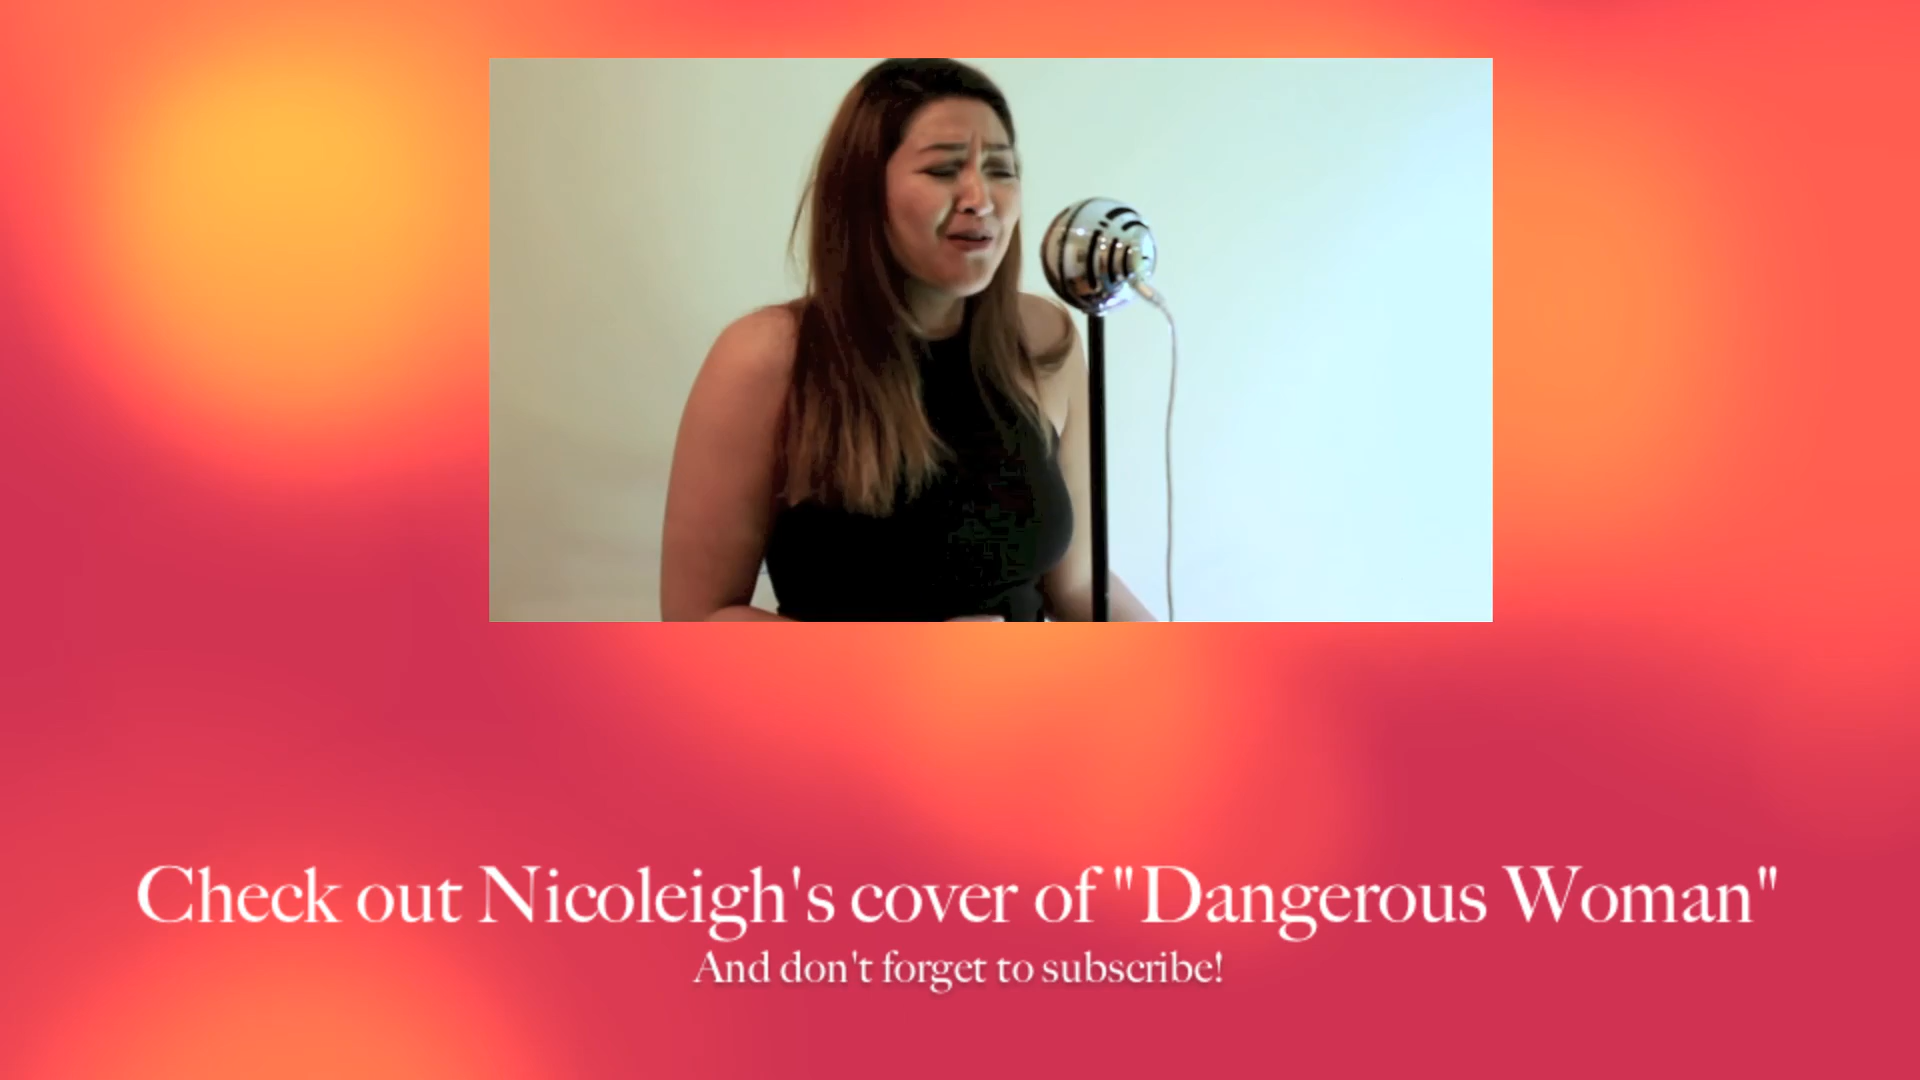 Check out Nicoleigh's cover of "Dangerous Woman"
And don't forget to subscribe!